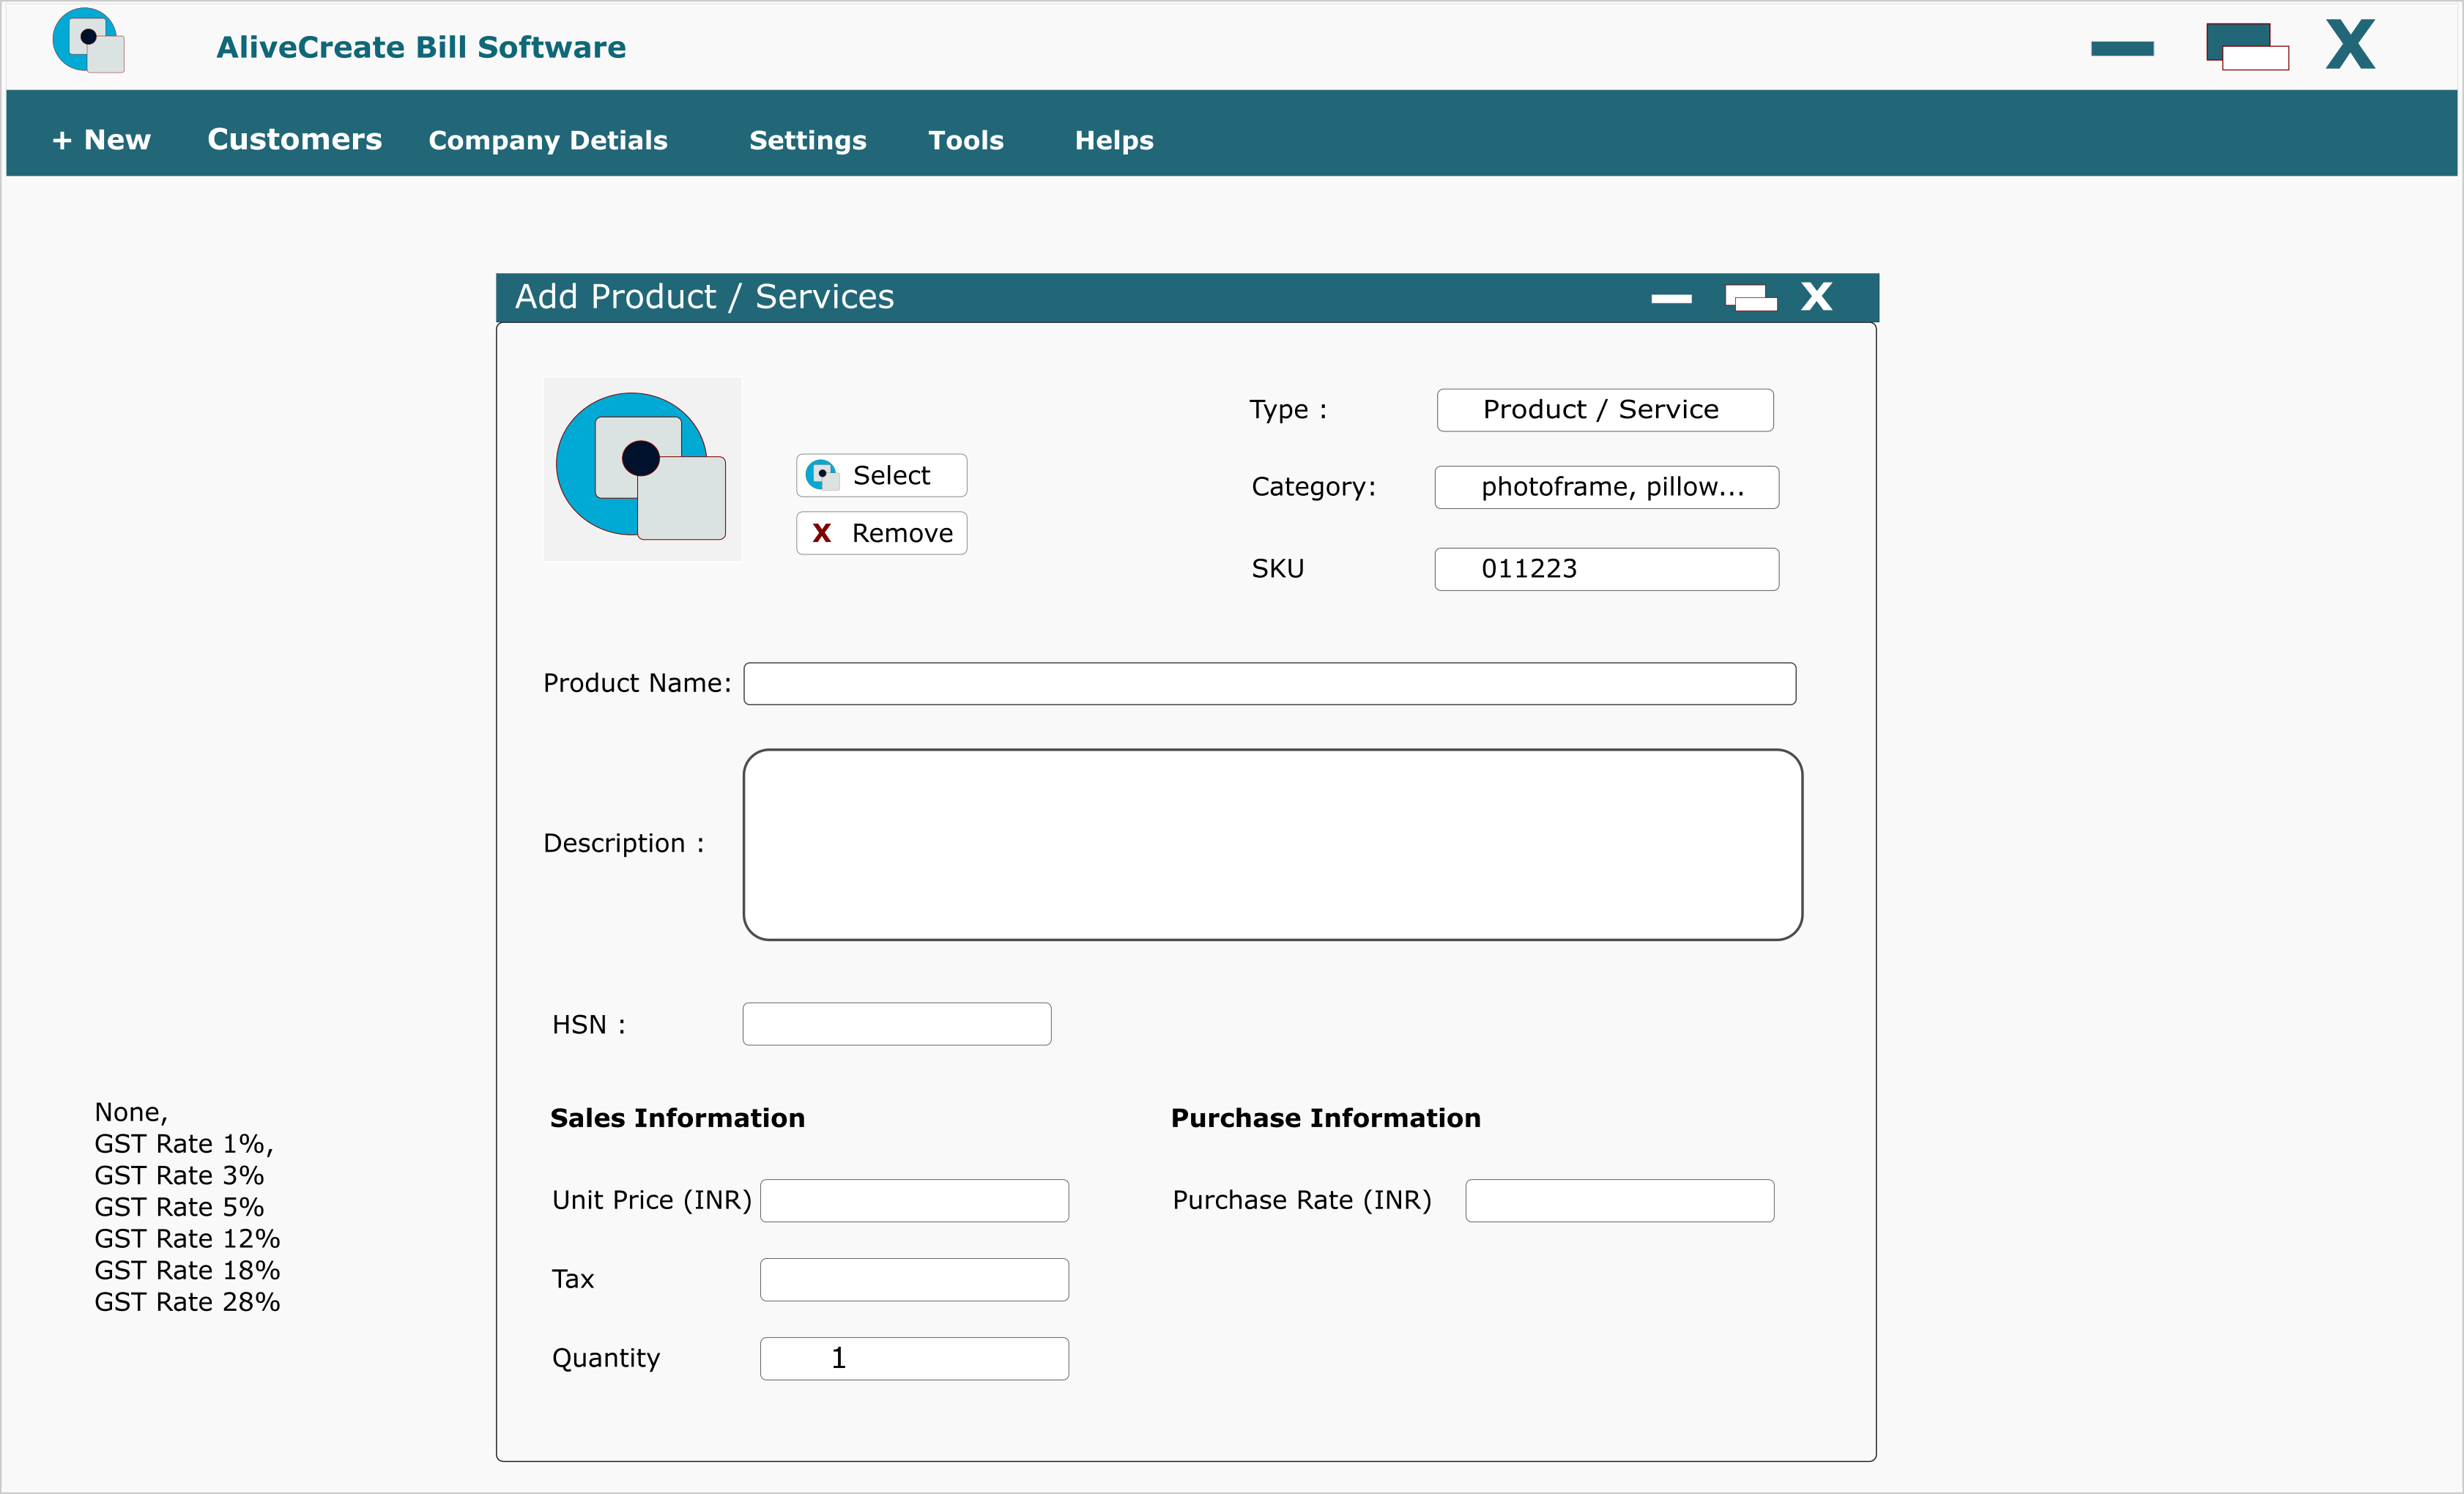 AliveCreate Bill Software
X
+ New Customers Company Detials Settings Tools Helps
Add Product / Services
X
Type : Product / Service
Select
Category: photoframe, pillow...
X Remove
SKU 011223
Product Name:
Description :
HSN :
Sales Information
Purchase Information
Unit Price (INR)
Purchase Rate (INR)
Tax
Quantity 1
None,
GST Rate 1%,
GST Rate 3%
GST Rate 5%
GST Rate 12%
GST Rate 18%
GST Rate 28%